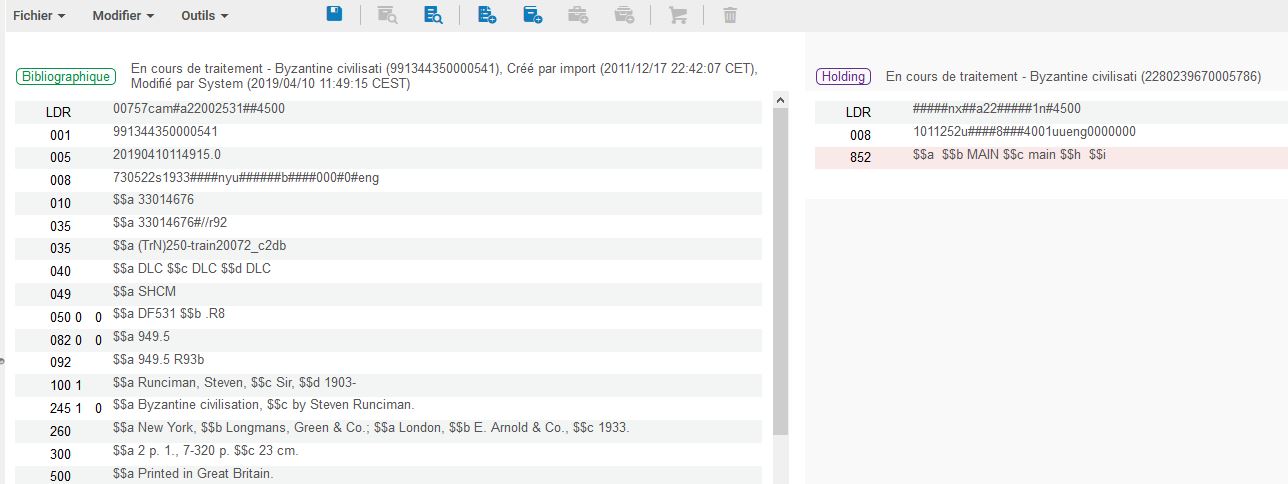 Fichier Modifier Outils
Bibliographique En cours de traitement - Byzantine civilisati (991344350000541), Créé par import (2011/12/17 22:42:07 CET),
Modifié par System (2019/04/10 11:49:15 CEST)
LDR 00757cam#a22002531##4500
001 991344350000541
005 20190410114915.0
008 730522s1933####nyu######b####000#0#eng
010 $$a 33014676
035 $$a 33014676#//r92
035 $$a (TrN)250-train20072_c2db
040 $$a DLC $$c DLC $$d DLC
049 $$a SHCM
050 0 0 $$a DF531 $$b .R8
082 0 0 $$a 949.5
092 $$a 949.5 R93b
100 1 $$a Runciman, Steven, $$c Sir, $$d 1903-
245 1 0 $$a Byzantine civilisation, $$c by Steven Runciman.
260 $$a New York, $$b Longmans, Green & Co.; $$a London, $$b E. Arnold & Co., $$c 1933.
300 $$a 2 p. 1., 7-320 p. $$c 23 cm.
500 $$a Printed in Great Britain.
Holding En cours de traitement - Byzantine civilisati (2280239670005786)
LDR #####nx##a22#####1n#4500
008 1011252u####8###4001uueng0000000
852 $$a $$b MAIN $$c main $$h $$i